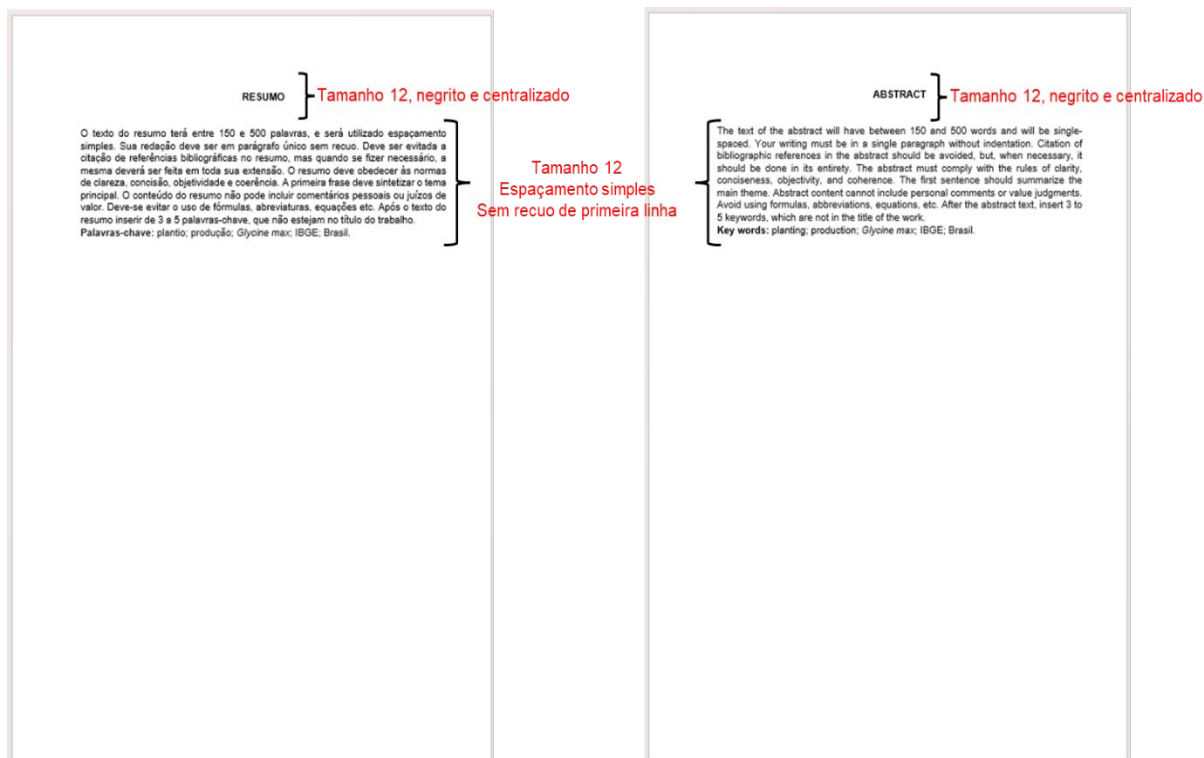 RESUMO
Tamanho 12, negrito e centralizado
O texto do resumo terá entre 150 e 500 palavras, e será utilizado espaçamento
simples. Sua redação deve ser em parágrafo único sem recuo. Deve ser evitada a
citação de referências bibliográficas no resumo, mas quando se fizer necessário, a
mesma deverá ser feita em toda sua extensão. O resumo deve obedecer às normas
de clareza, concisão, objetividade e coerência. A primeira frase deve sintetizar o tema
principal. O conteúdo do resumo não pode incluir comentários pessoais ou juízos de
valor. Deve-se evitar o uso de fórmulas, abreviaturas, equações etc. Após o texto do
resumo inserir de 3 a 5 palavras-chave, que não estejam no título do trabalho.
Palavras-chave: plantio; produção; Glycine max; IBGE; Brasil.
Tamanho 12
Espaçamento simples
Sem recuo de primeira linha
ABSTRACT
Tamanho 12, negrito e centralizado
The text of the abstract will have between 150 and 500 words and will be single-
spaced. Your writing must be in a single paragraph without indentation. Citation of
bibliographic references in the abstract should be avoided, but, when necessary, it
should be done in its entirety. The abstract must comply with the rules of clarity,
conciseness, objectivity, and coherence. The first sentence should summarize the
main theme. Abstract content cannot include personal comments or value judgments.
Avoid using formulas, abbreviations, equations, etc. After the abstract text, insert 3 to
5 keywords, which are not in the title of the work.
Key words: planting; production; Glycine max; IBGE; Brasil.